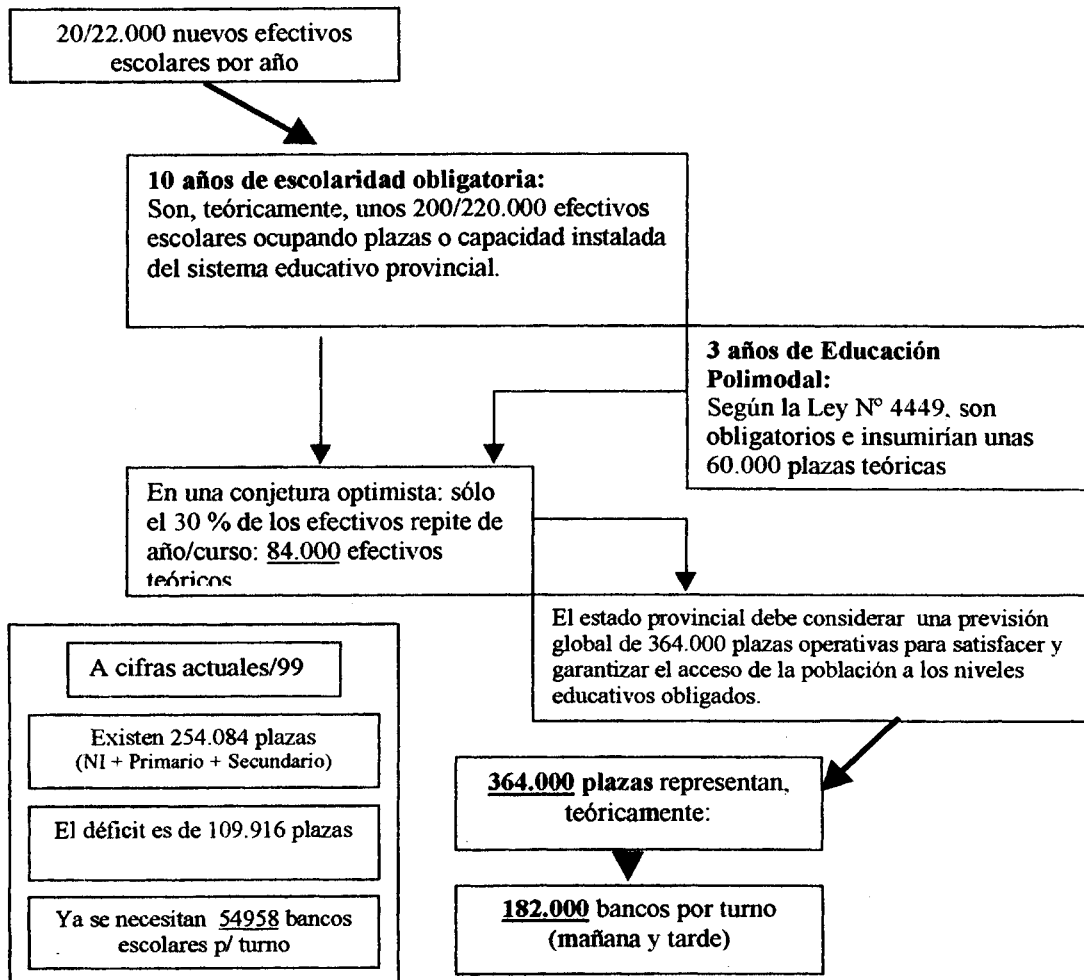 20/22.000 nuevos efectivos
escolares por año
10 años de escolaridad obligatoria:
Son, teóricamente, unos 200/220.000 efectivos
escolares ocupando plazas o capacidad instalada
del sistema educativo provincial.
3 años de Educación
Polimodal:
Según la Ley Nº 4449, son
obligatorios e insumirían unas
60.000 plazas teóricas
En una conjetura optimista: sólo
el 30 % de los efectivos repite de
año/curso: 84.000 efectivos
teóricos
El estado provincial debe considerar una previsión
global de 364.000 plazas operativas para satisfacer y
garantizar el acceso de la población a los niveles
educativos obligados.
A cifras actuales/99
Existen 254.084 plazas
(NI + Primario + Secundario)
El déficit es de 109.916 plazas
Ya se necesitan 54958 bancos
escolares p/ turno
364.000 plazas representan,
teóricamente:
182.000 bancos por turno
(mañana y tarde)